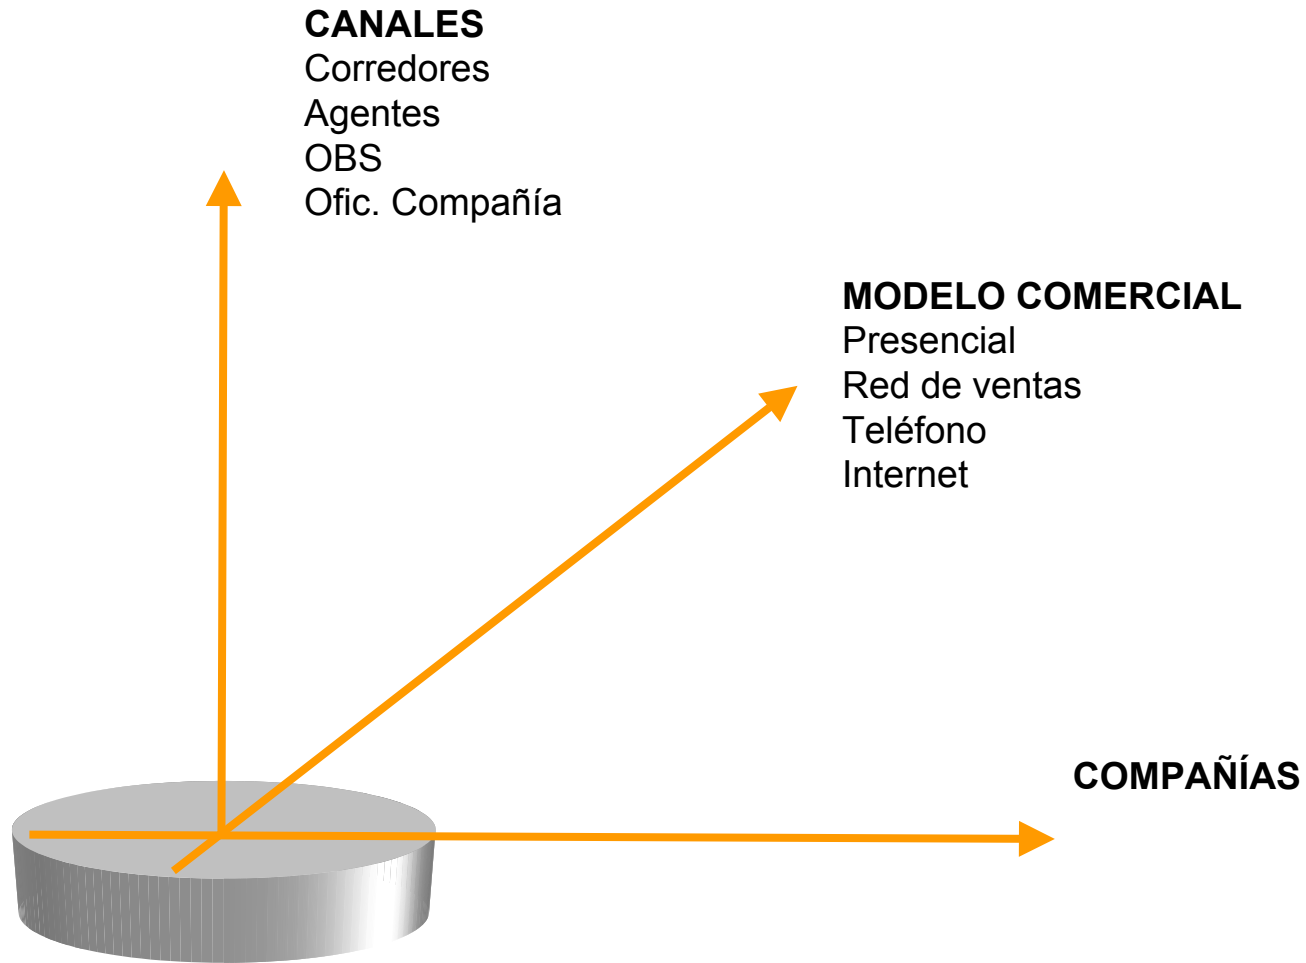 CANALES
Corredores
Agentes
OBS
Ofic. Compañía
MODELO COMERCIAL
Presencial
Red de ventas
Teléfono
Internet
COMPAÑÍAS